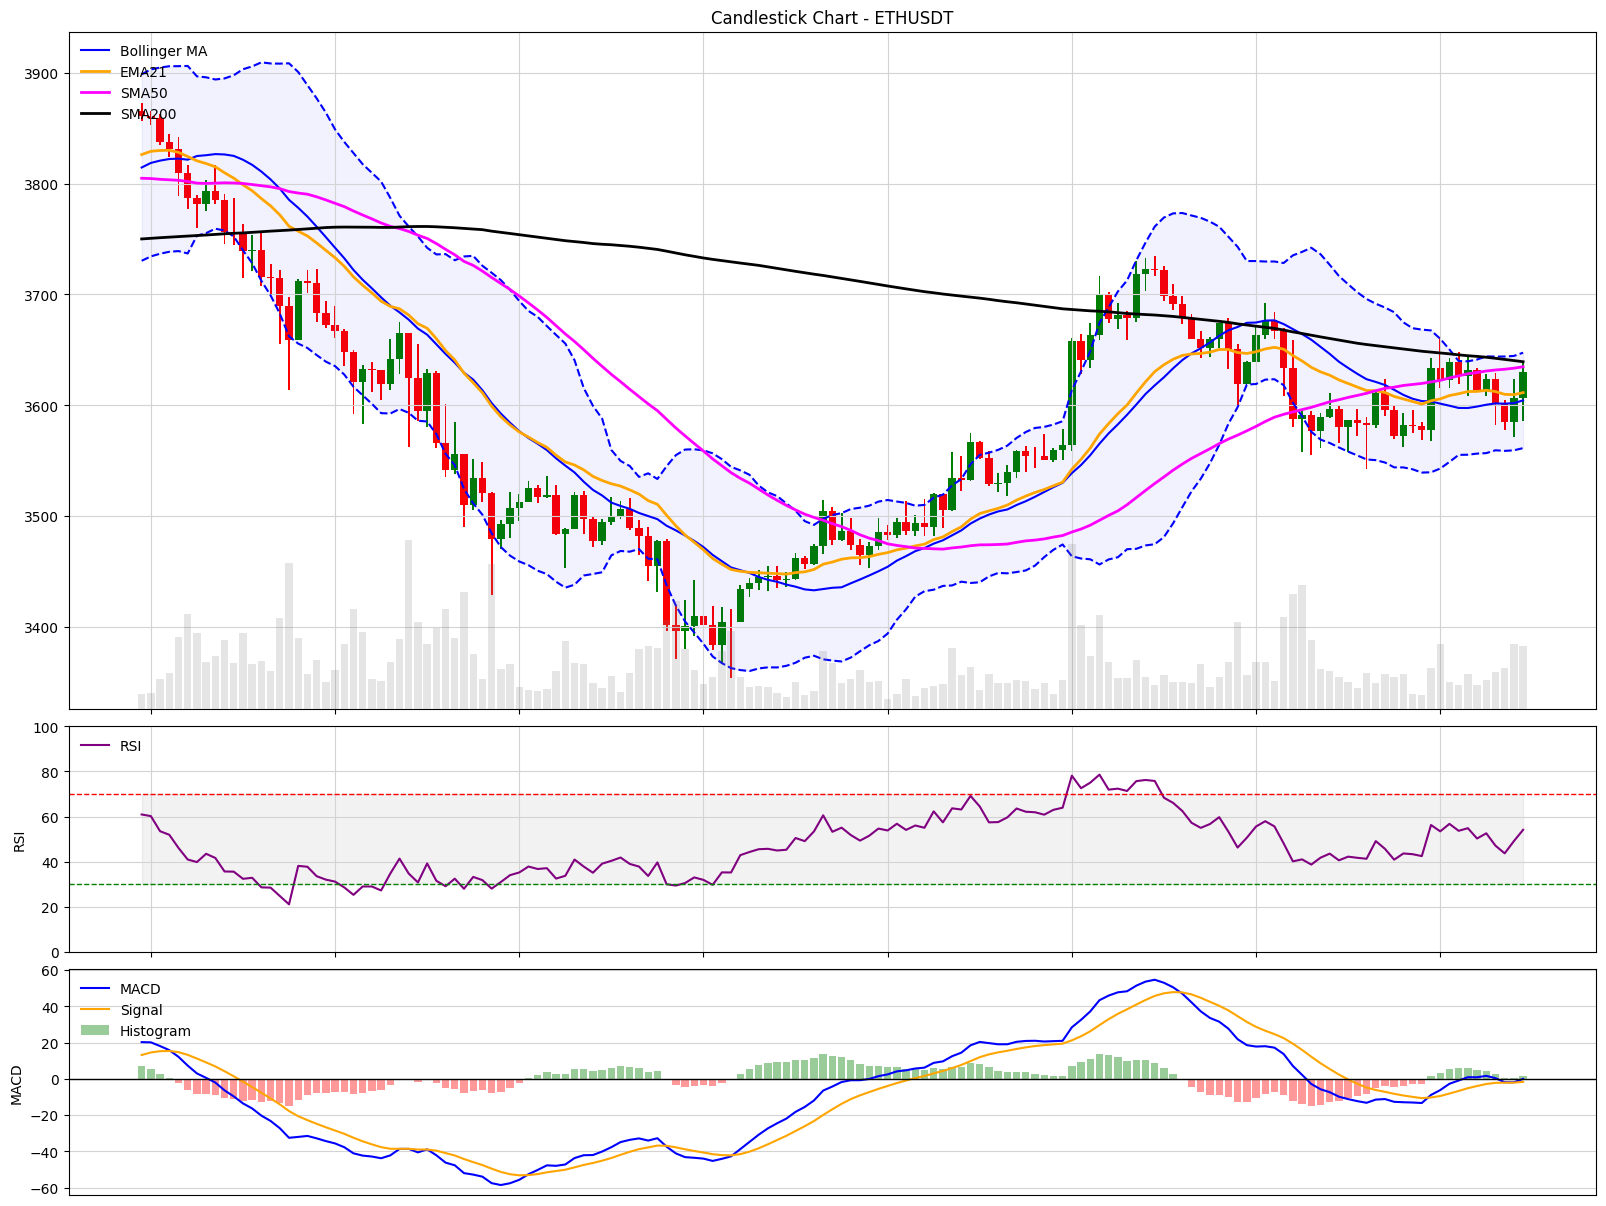 Candlestick Chart - ETHUSDT
Bollinger MA
EMA21
SMA50
SMA200
3900
3800
3700
3600
3500
3400
RSI
100
80
60
40
20
0
RSI
MACD
Signal
Histogram
60
40
20
0
−20
−40
−60
MACD